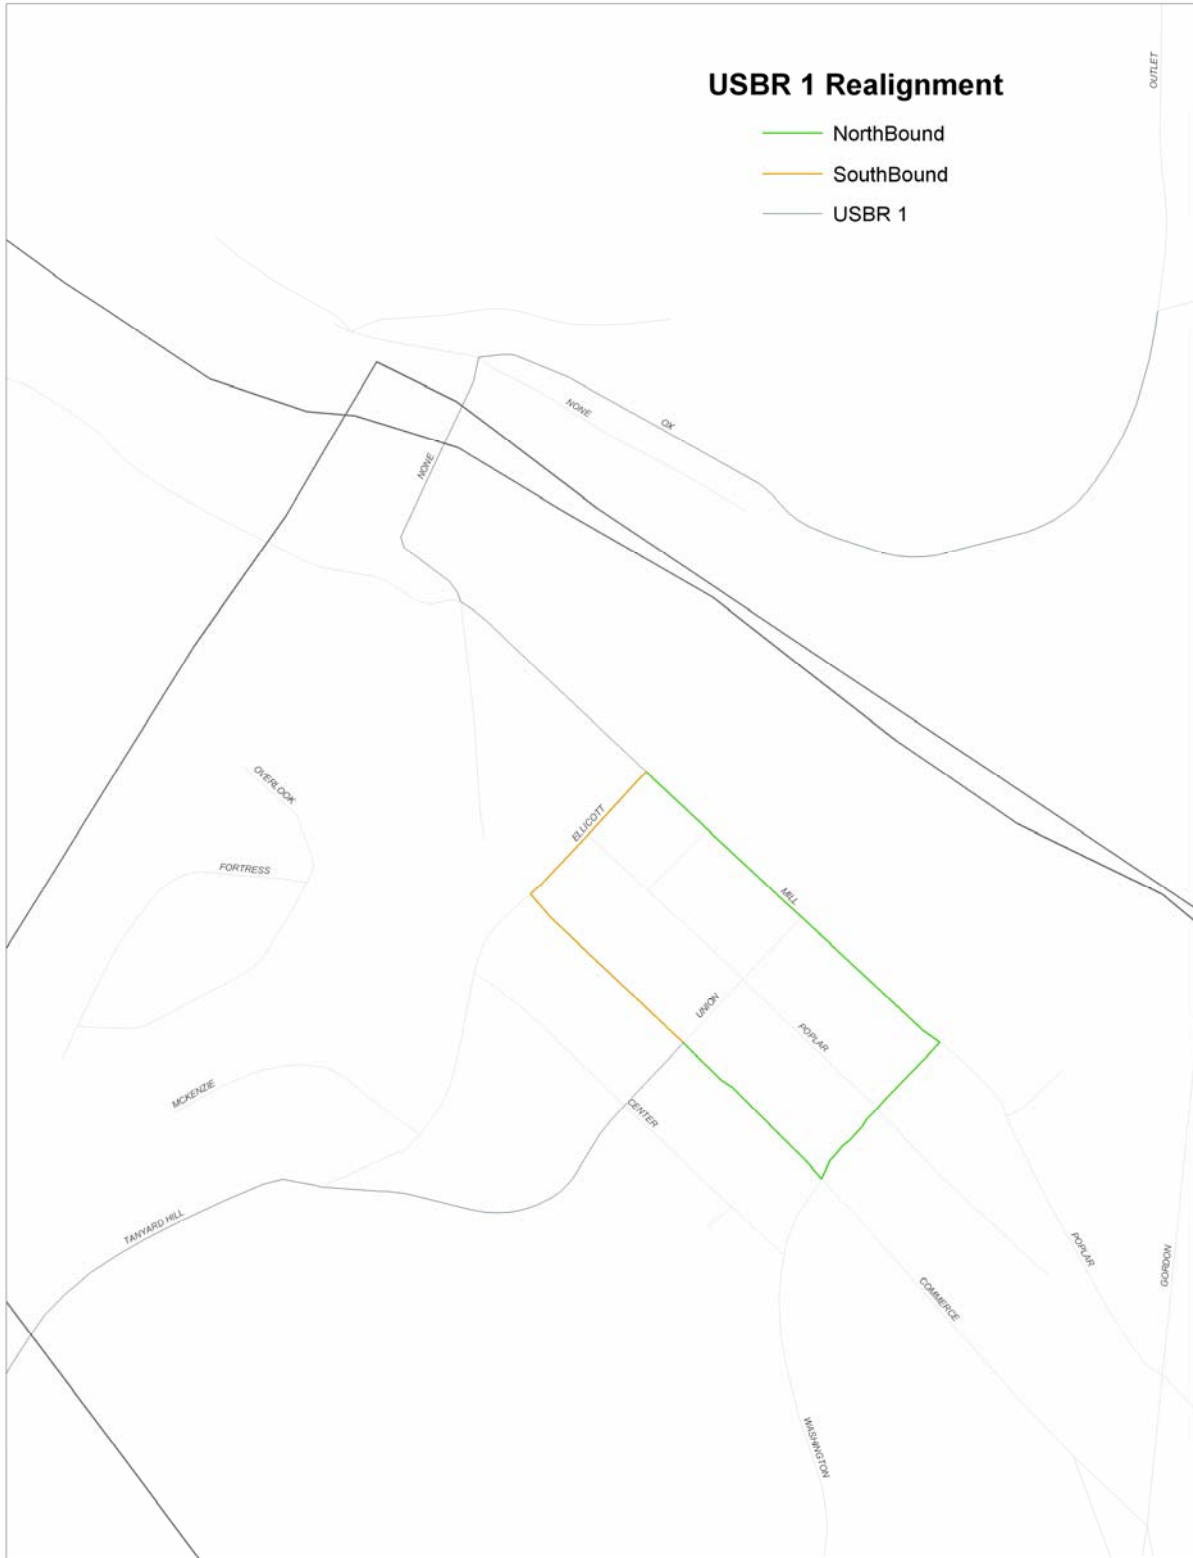 OUTLET
USBR 1 Realignment
NorthBound
SouthBound
USBR 1
NONE
OX
NONE
OVERLOOK
ELLICOTT
FORTRESS
MILL
UNION
POPLAR
MCKENZIE
CENTER
TANYARD HILL
POPLAR
GORDON
COMMERCE
WASHINGTON